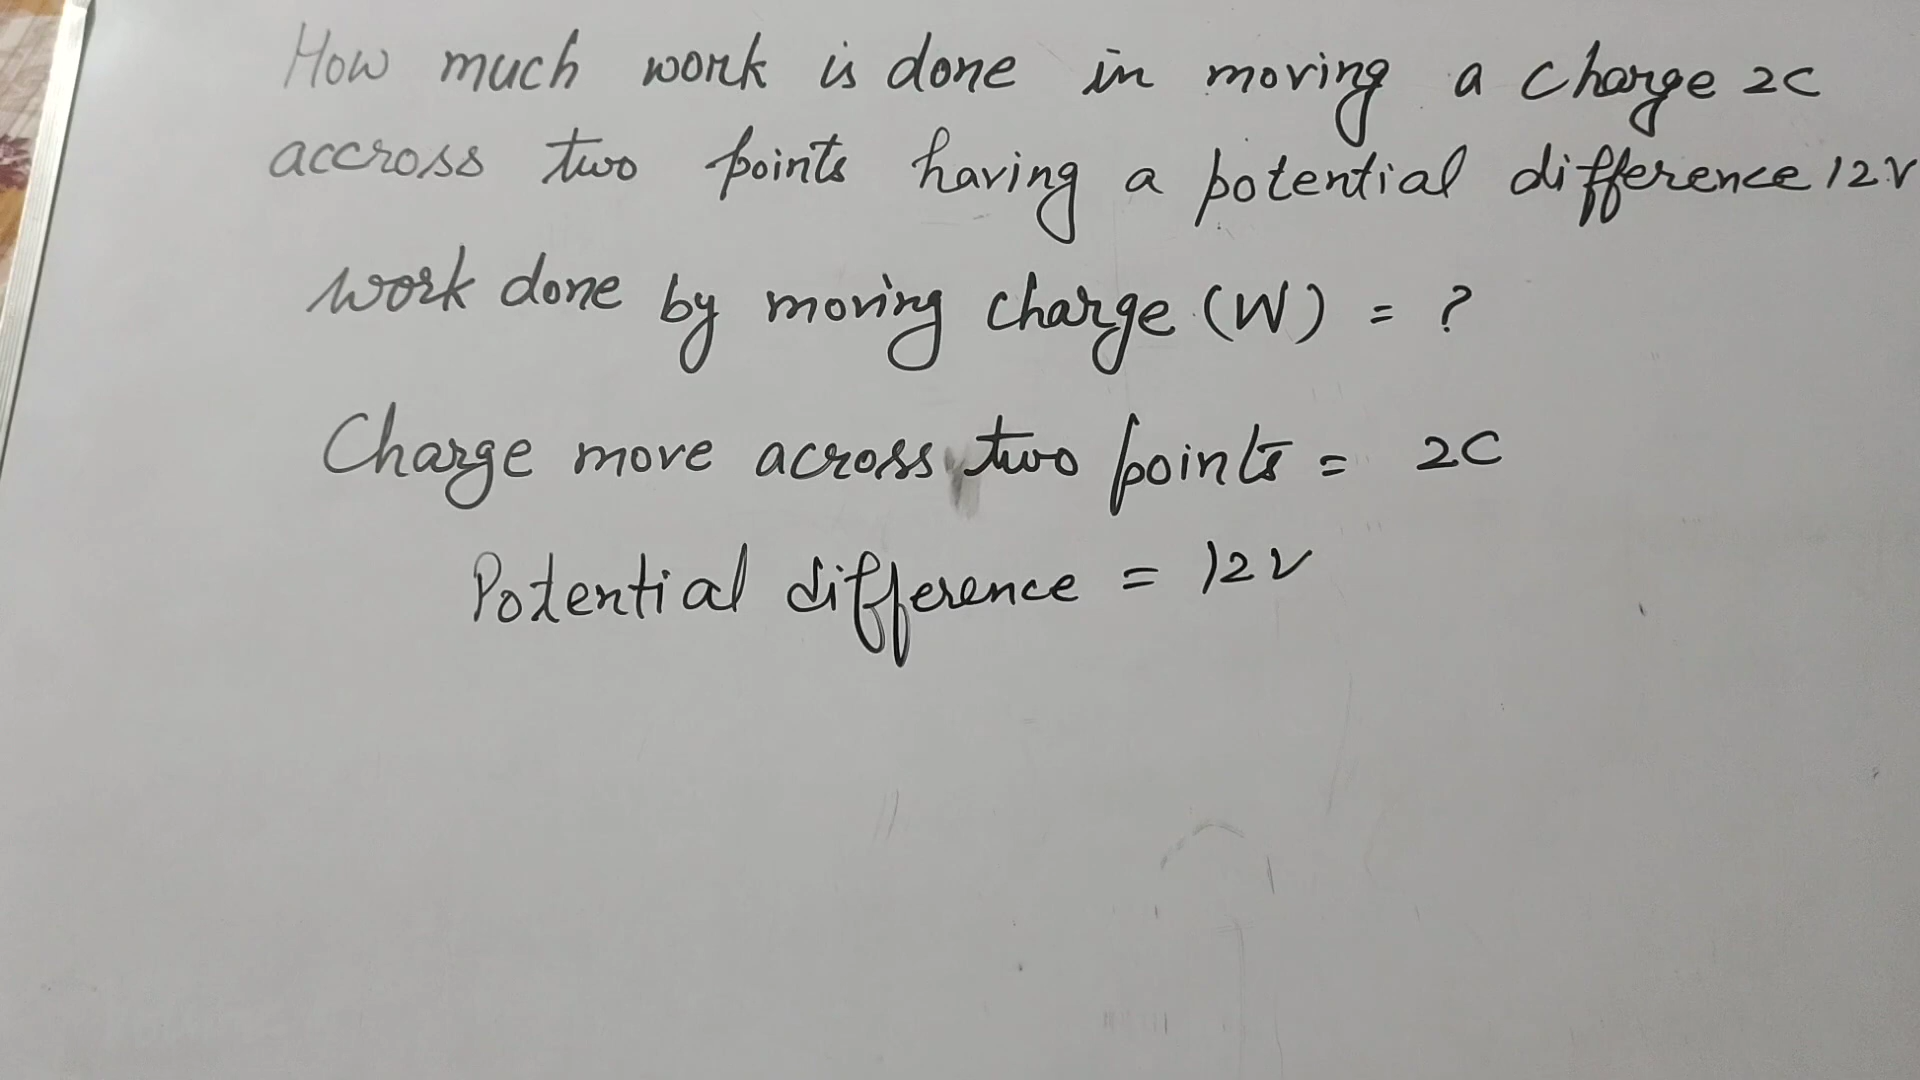 How much work is done in moving a charge 2C
accross two points having a potential difference 12V
work done by moving charge (W) = ?
Charge move across two points = 2C
Potential difference = 12V